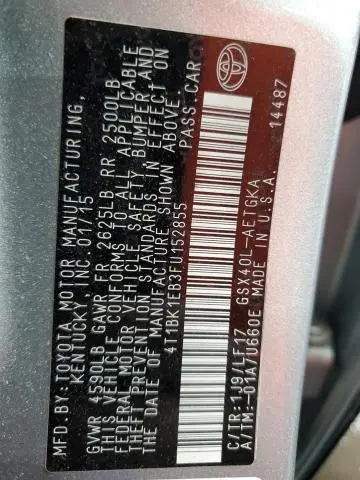 MFD.BY:TOYOTA MOTOR MANUFACTURING,
KENTUCKY, INC. 01/15
GVWR 4590LB GAWR FR 2625LB RR 2500LB
THIS VEHICLE CONFORMS TO ALL APPLICABLE
FEDERAL MOTOR VEHICLE SAFETY, BUMPER, AND
THEFT PREVENTION STANDARDS IN EFFECT ON
THE DATE OF MANUFACTURE SHOWN ABOVE.
4T1BK1EB3FU152855 PASS.CAR
C/TR:1J9/LF17 GSX40L-AETGKA
A/TM:-01A/U660E MADE IN U.S.A. 14487